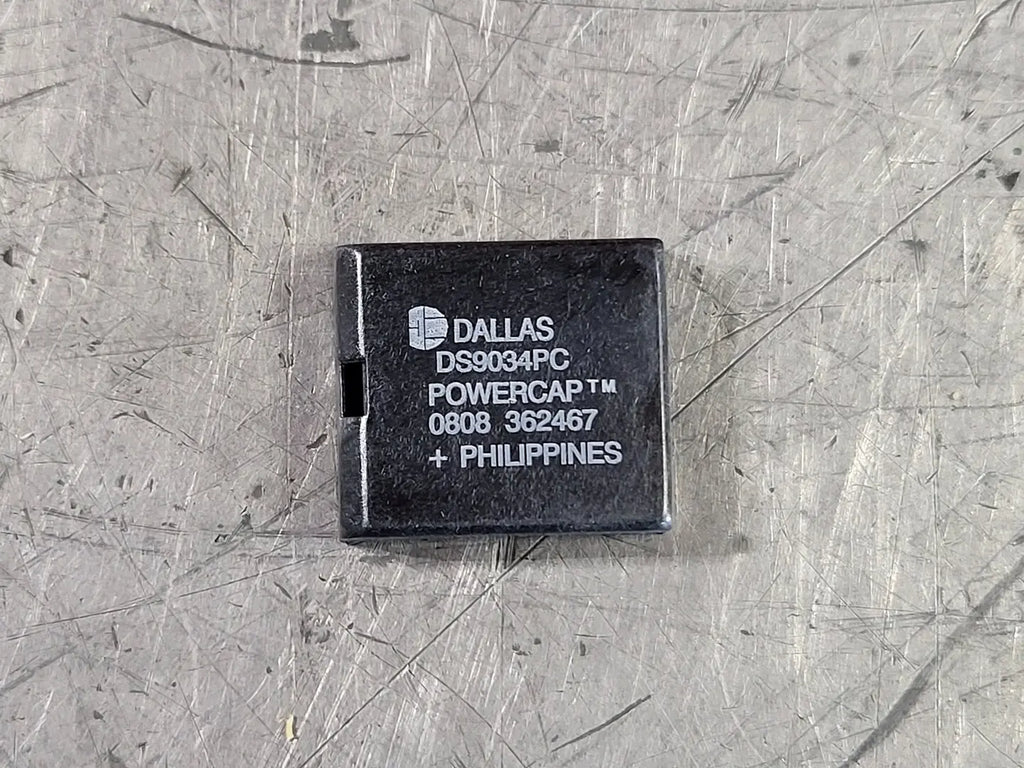 DALLAS
DS9034PC
POWERCAP™
0808 362467
+ PHILIPPINES